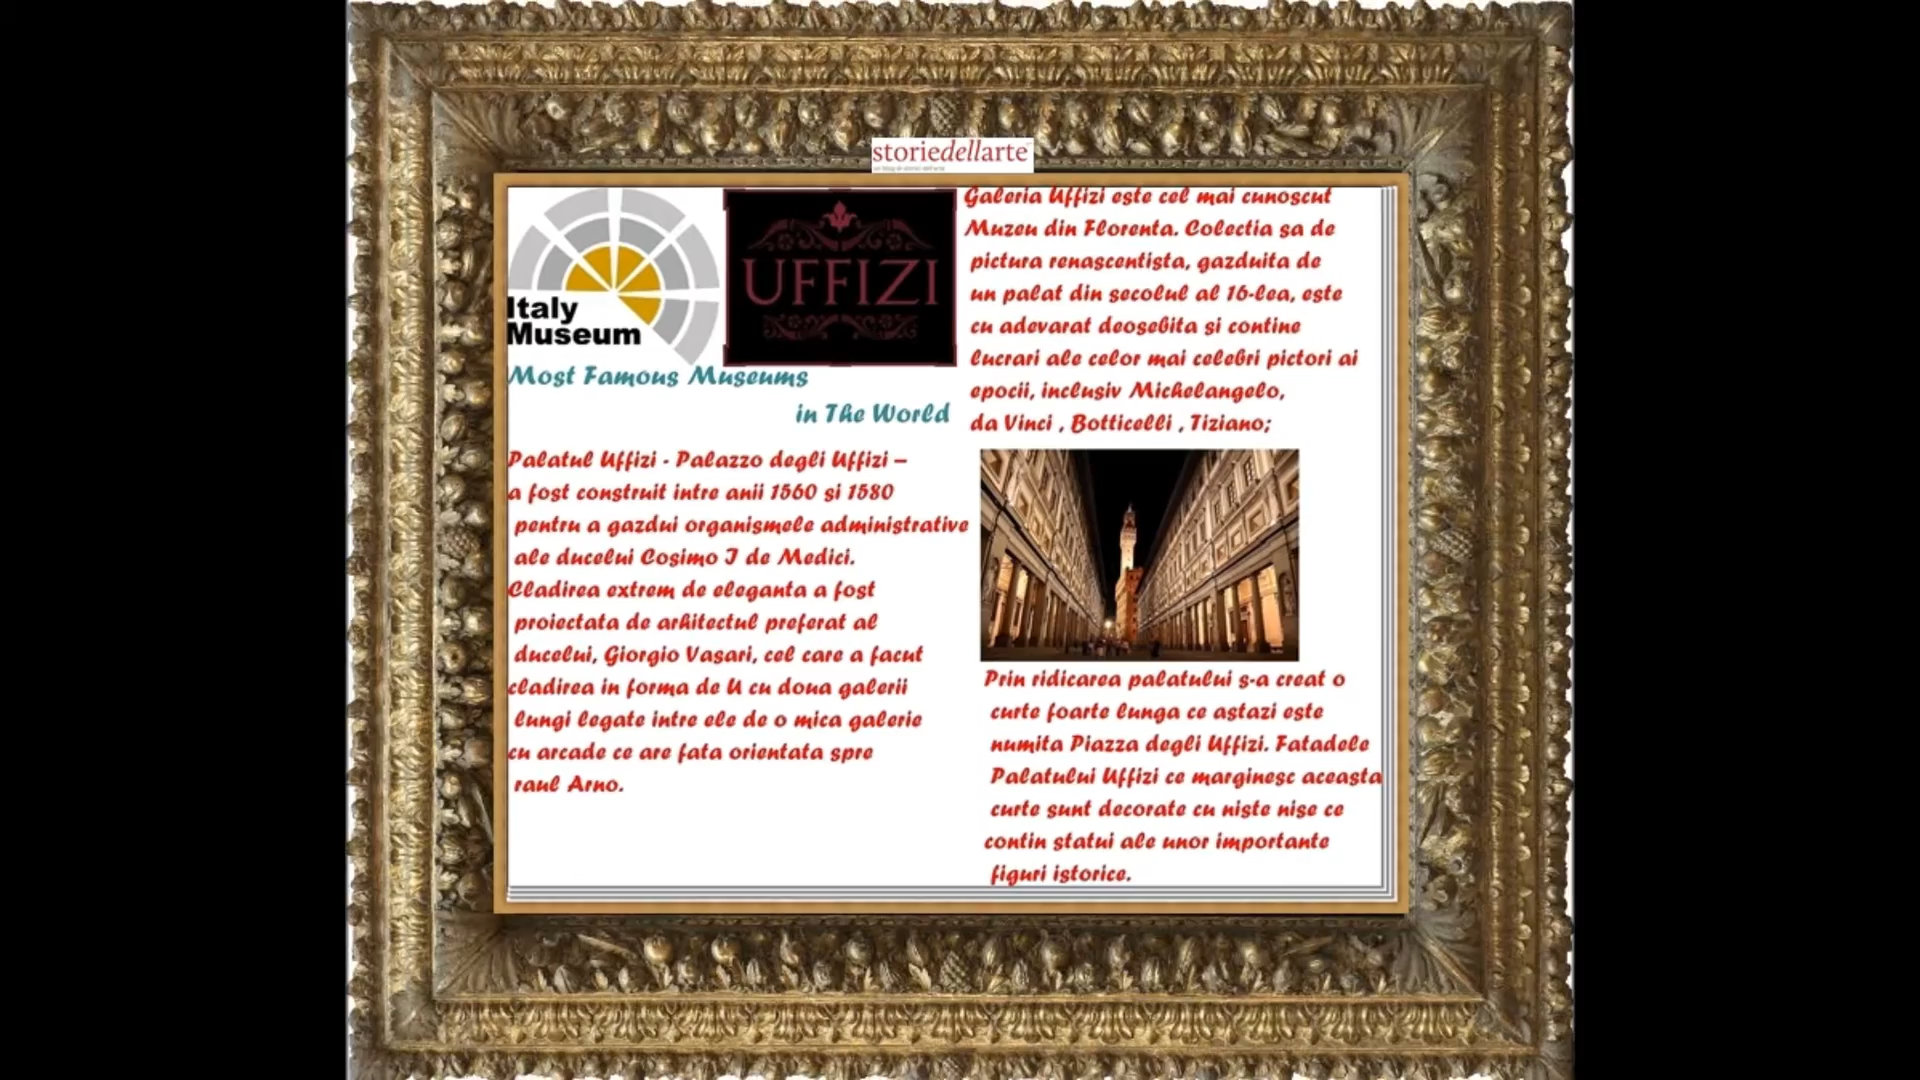 storiedellarte
Italy
Museum
UFFIZI
Most Famous Museums
in The World
Palatul Uffizi - Palazzo degli Uffizi –
a fost construit intre anii 1560 si 1580
pentru a gazdui organismele administrative
ale ducelui Cosimo I de Medici.
Cladirea extrem de eleganta a fost
proiectata de arhitectul preferat al
ducelui, Giorgio Vasari, cel care a facut
cladirea in forma de U cu doua galerii
lungi legate intre ele de o mica galerie
cu arcade ce are fata orientata spre
raul Arno.
Galeria Uffizi este cel mai cunoscut
Muzeu din Florenta. Colectia sa de
pictura renascentista, gazduita de
un palat din secolul al 16-lea, este
cu adevarat deosebita si contine
lucrari ale celor mai celebri pictori ai
epocii, inclusiv Michelangelo,
da Vinci , Botticelli , Tiziano;
Prin ridicarea palatului s-a creat o
curte foarte lunga ce astazi este
numita Piazza degli Uffizi. Fatadele
Palatului Uffizi ce marginesc aceasta
curte sunt decorate cu niste nise ce
contin statui ale unor importante
figuri istorice.